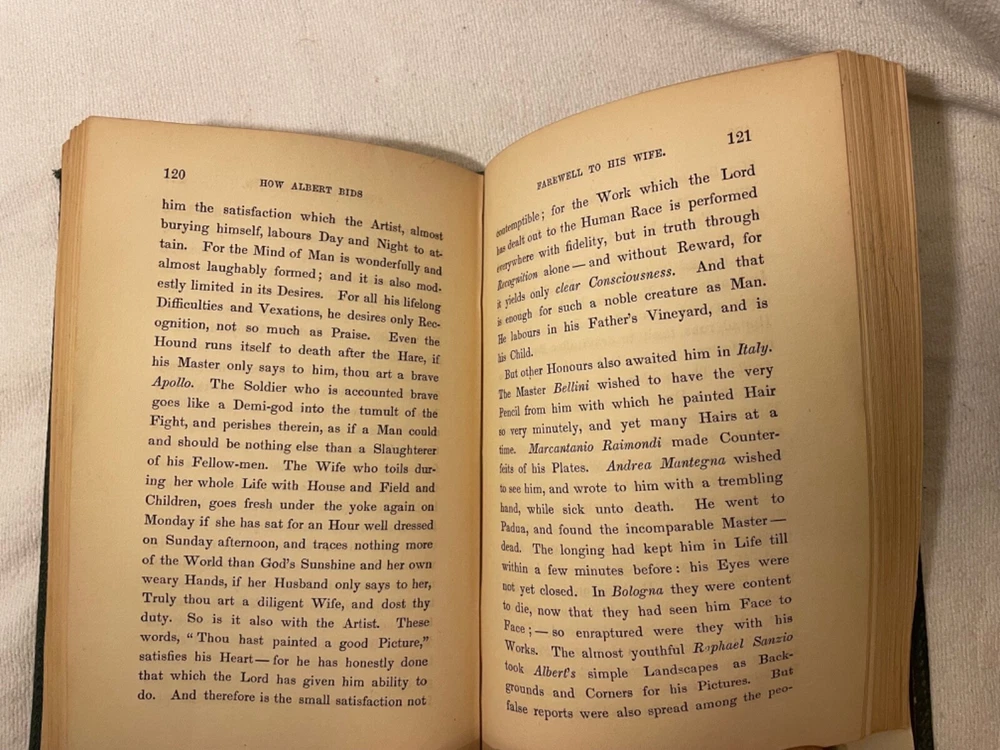 120
HOW ALBERT BIDS
him the satisfaction which the Artist, almost
burying himself, labours Day and Night to at-
tain. For the Mind of Man is wonderfully and
almost laughably formed; and it is also mod-
estly limited in its Desires. For all his lifelong
Difficulties and Vexations, he desires only Rec-
ognition, not so much as Praise. Even the
Hound runs itself to death after the Hare, if
his Master only says to him, thou art a brave
Apollo. The Soldier who is accounted brave
goes like a Demi-god into the tumult of the
Fight, and perishes therein, as if a Man could
and should be nothing else than a Slaughterer
of his Fellow-men. The Wife who toils dur-
ing her whole Life with House and Field and
Children, goes fresh under the yoke again on
Monday if she has sat for an Hour well dressed
on Sunday afternoon, and traces nothing more
of the World than God's Sunshine and her own
weary Hands, if her Husband only says to her,
Truly thou art a diligent Wife, and dost thy
duty. So is it also with the Artist. These
words, "Thou hast painted a good Picture,"
satisfies his Heart—for he has honestly done
that which the Lord has given him ability to
do. And therefore is the small satisfaction not
FAREWELL TO HIS WIFE.
121
contemptible; for the Work which the Lord
has dealt out to the Human Race is performed
everywhere with fidelity, but in truth through
Recognition alone—and without Reward, for
it yields only clear Consciousness. And that
is enough for such a noble creature as Man.
He labours in his Father's Vineyard, and is
his Child.
But other Honours also awaited him in Italy.
The Master Bellini wished to have the very
Pencil from him with which he painted Hair
so very minutely, and yet many Hairs at a
time. Marcantanio Raimondi made Counter-
feits of his Plates. Andrea Mantegna wished
to see him, and wrote to him with a trembling
hand, while sick unto death. He went to
Padua, and found the incomparable Master—
dead. The longing had kept him in Life till
within a few minutes before: his Eyes were
not yet closed. In Bologna they were content
to die, now that they had seen him Face to
Face;—so enraptured were they with his
Works. The almost youthful Raphael Sanzio
took Albert's simple Landscapes as Back-
grounds and Corners for his Pictures. But
false reports were also spread among the peo-